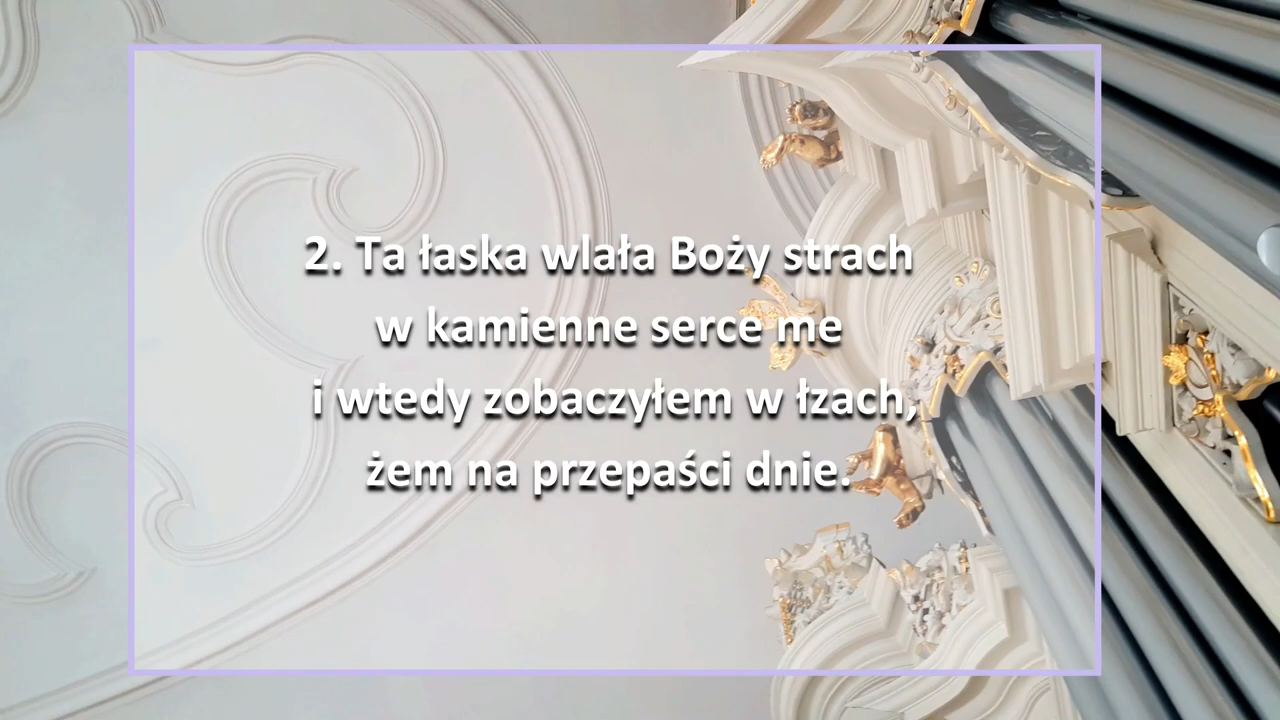 2. Ta łaska wlała Boży strach
w kamienne serce me
i wtedy zobaczyłem w łzach,
żem na przepaści dnie.